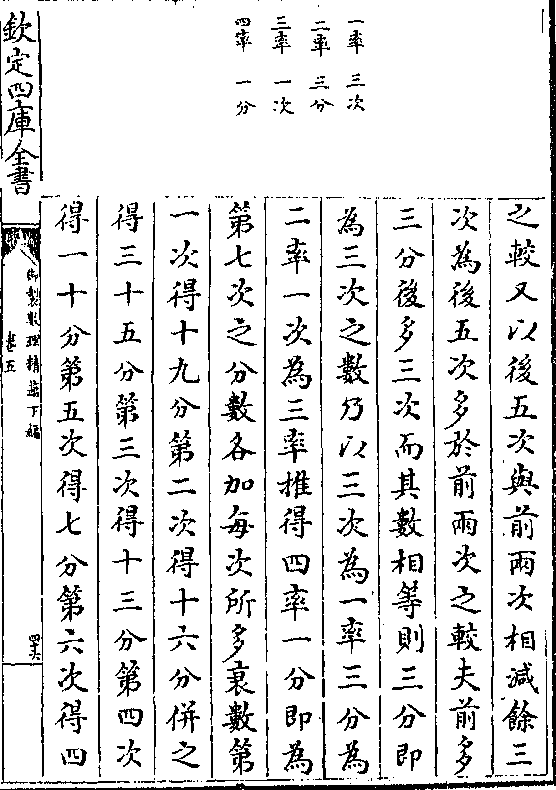 一率　三次
二率　三分
三率　一次
四率　一分
之較又以後五次與前兩次相減餘三
次為後五次多於前兩次之較夫前多
三分後多三次而其數相等則三分即
為三次之數乃以三次為一率三分為
二率一次為三率推得四率一分即為
第七次之分數各加每次所多衰數第
一次得十九分第二次得十六分併之
得三十五分第三次得十三分第四次
得一十分第五次得七分第六次得四
欽定四庫全書
御製數理精蘊下編
卷五
四十六